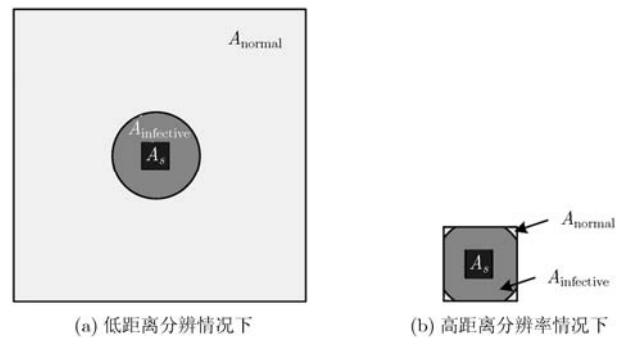 A_normal
A_infective
A_s
(a) 低距离分辨情况下
A_normal
A_s
A_infective
(b) 高距离分辨率情况下